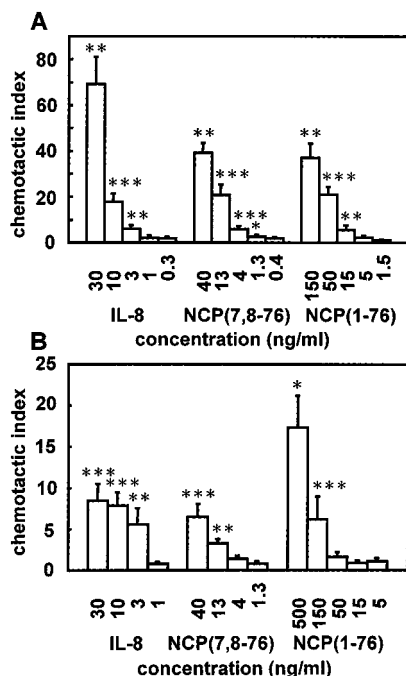 A
chemotactic index
80
60
40
20
0
** *** **
** *** *** *
** *** **
30 10 3 1 0.3 40 13 4 1.3 0.4 150 50 15 5 1.5
IL-8 NCP(7,8-76) NCP(1-76)
concentration (ng/ml)
B
chemotactic index
25
20
15
10
5
0
*** *** **
*** **
* ***
30 10 3 1 40 13 4 1.3 500 150 50 15 5
IL-8 NCP(7,8-76) NCP(1-76)
concentration (ng/ml)